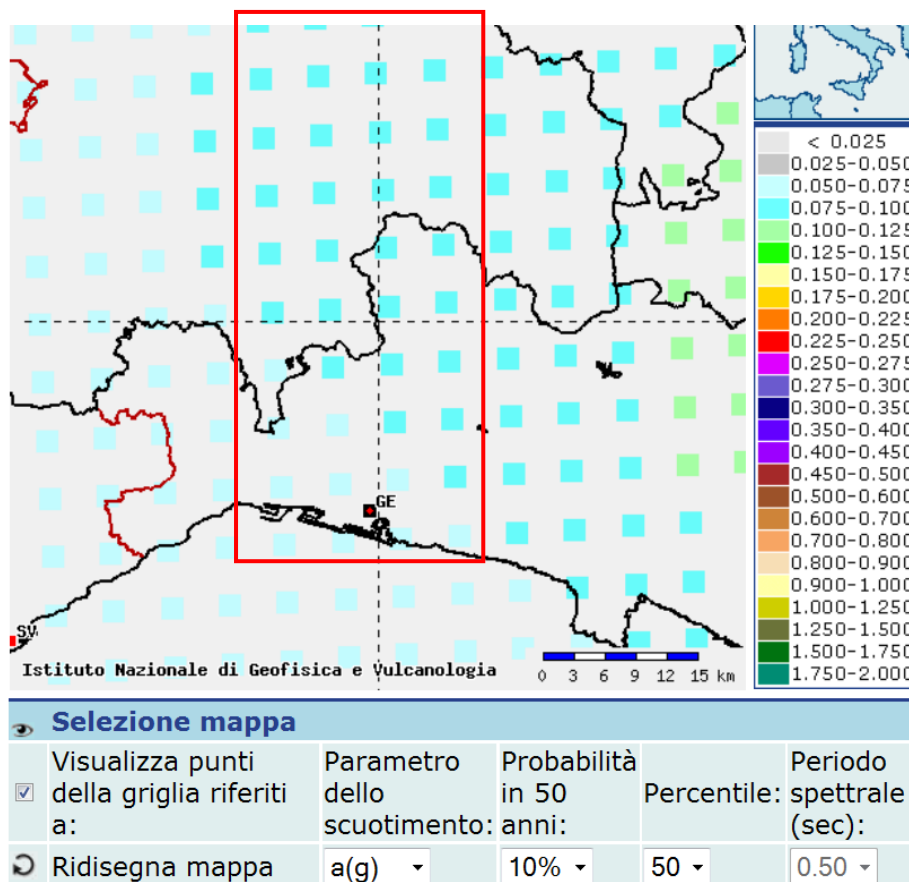 < 0.025
0.025-0.050
0.050-0.075
0.075-0.100
0.100-0.125
0.125-0.150
0.150-0.175
0.175-0.200
0.200-0.225
0.225-0.250
0.250-0.275
0.275-0.300
0.300-0.350
0.350-0.400
0.400-0.450
0.450-0.500
0.500-0.600
0.600-0.700
0.700-0.800
0.800-0.900
0.900-1.000
1.000-1.250
1.250-1.500
1.500-1.750
1.750-2.000
GE
SV
Istituto Nazionale di Geofisica e Vulcanologia
0 3 6 9 12 15 km
Selezione mappa
Visualizza punti della griglia riferiti a:
Parametro dello scuotimento:
Probabilità in 50 anni:
Percentile:
Periodo spettrale (sec):
Ridisegna mappa
a(g)
10%
50
0.50